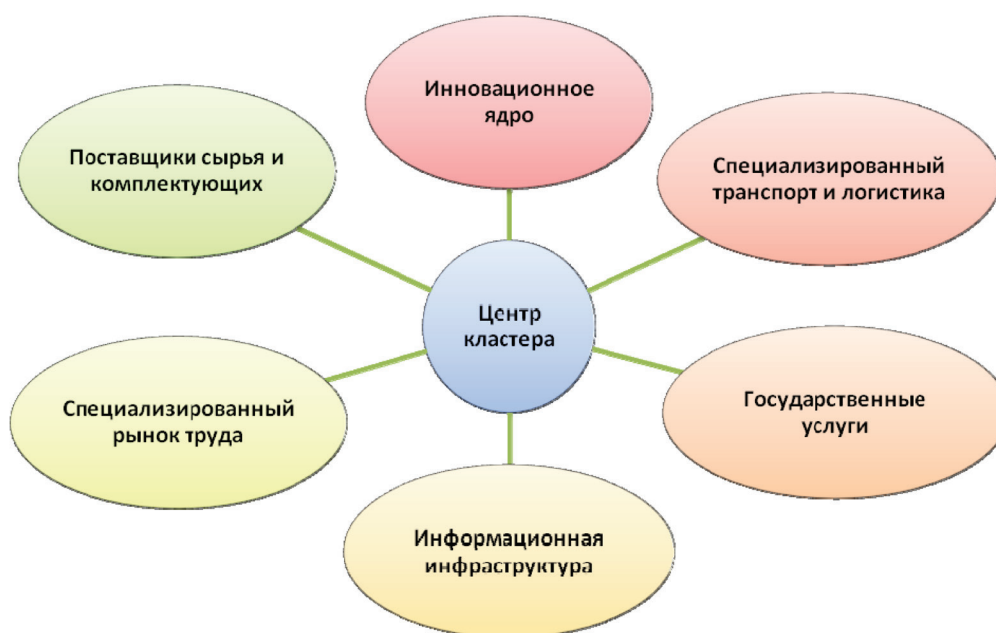 Инновационное
ядро
Поставщики сырья и
комплектующих
Специализированный
транспорт и логистика
Центр
кластера
Специализированный
рынок труда
Государственные
услуги
Информационная
инфраструктура